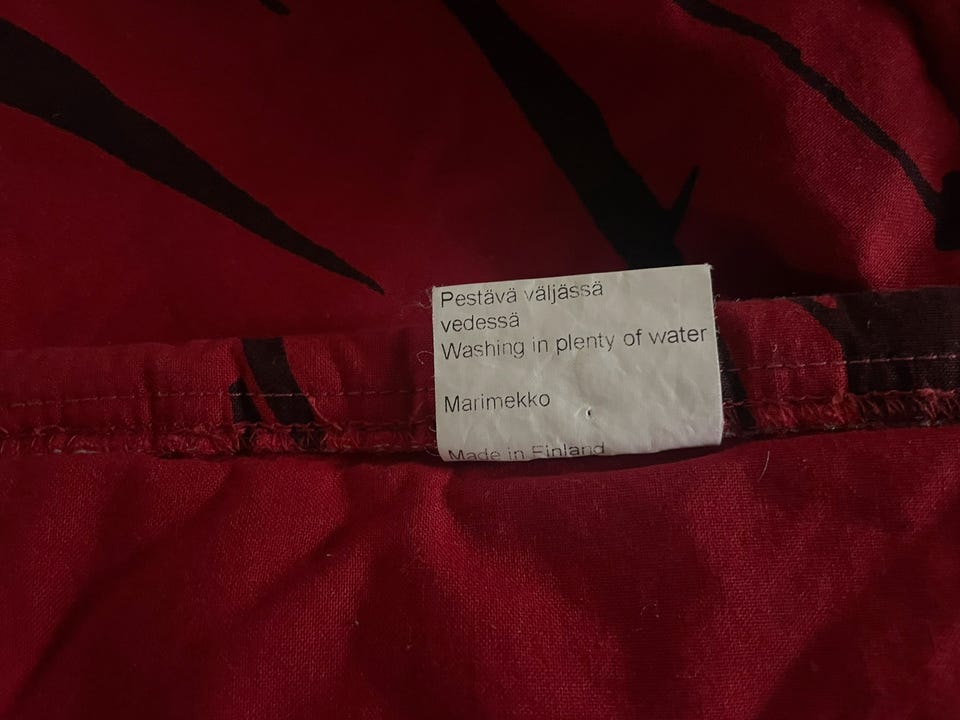 Pestävä väljässä
vedessä
Washing in plenty of water
Marimekko
Made in Finland